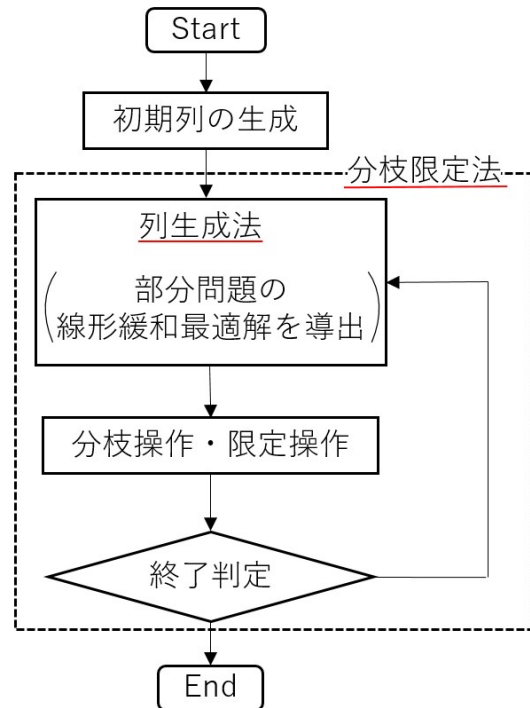 Start
初期列の生成
分枝限定法
列生成法
部分問題の
線形緩和最適解を導出
分枝操作・限定操作
終了判定
End